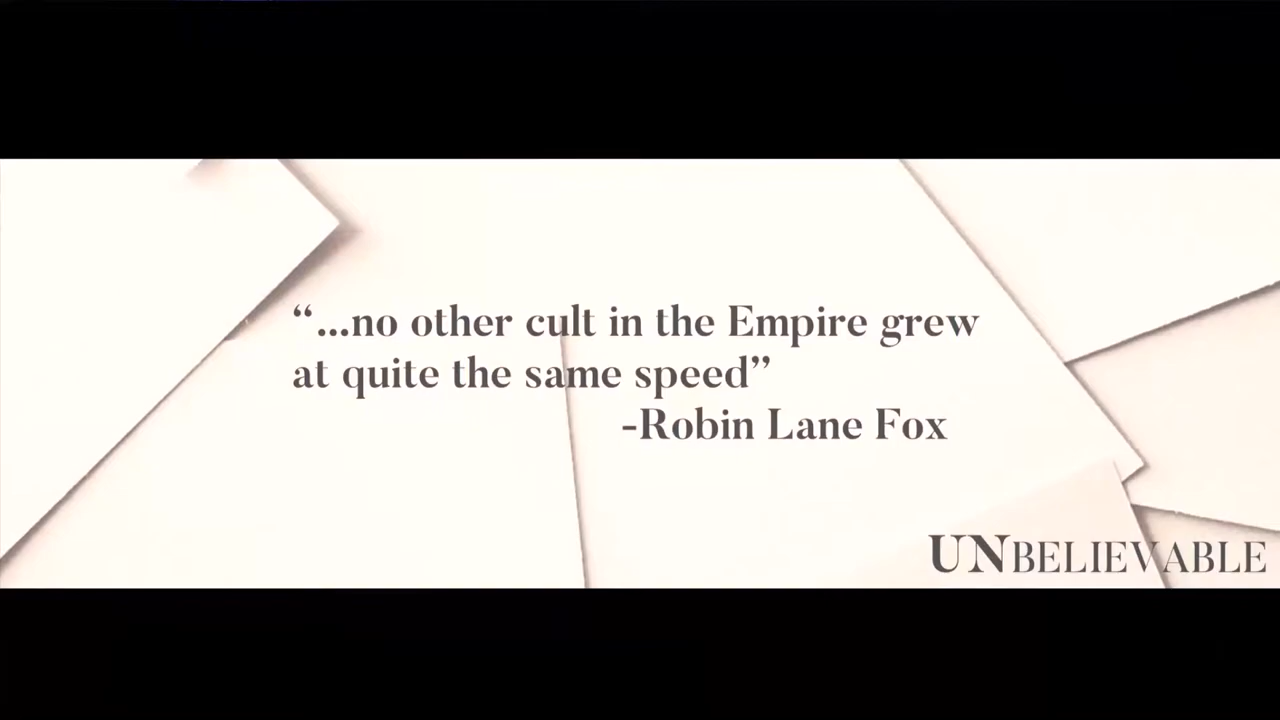 “...no other cult in the Empire grew
at quite the same speed”
-Robin Lane Fox
UNBELIEVABLE